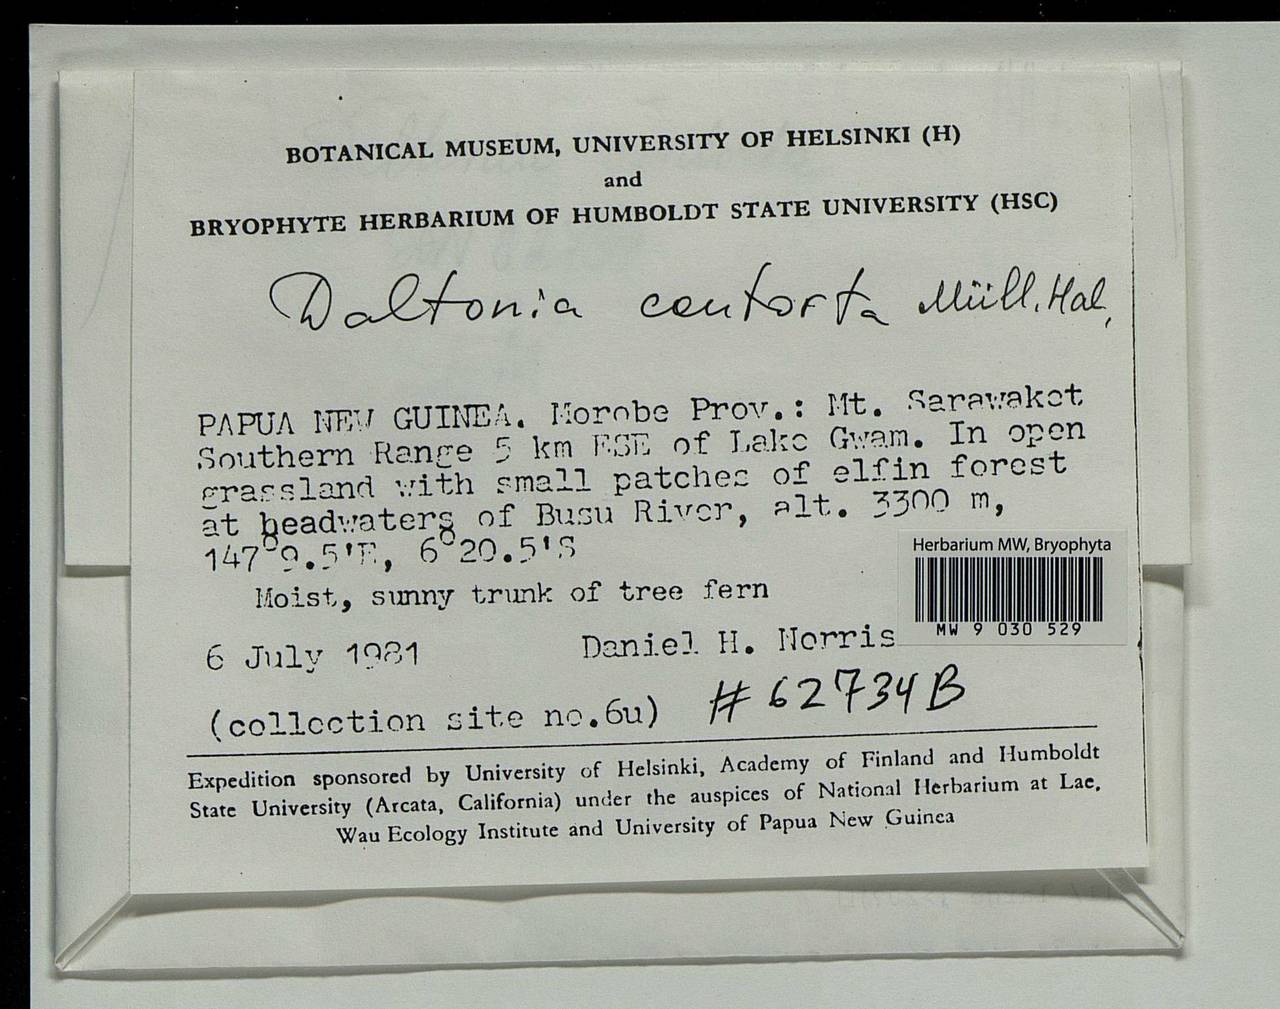 BOTANICAL MUSEUM, UNIVERSITY OF HELSINKI (H)
and
BRYOPHYTE HERBARIUM OF HUMBOLDT STATE UNIVERSITY (HSC)
Daltonia contorta Müll. Hal.
PAPUA NEW GUINEA. Morobe Prov.: Mt. Sarawaket
Southern Range 5 km ESE of Lake Gwam. In open
grassland with small patches of elfin forest
at headwaters of Busu River, alt. 3300 m,
147°9.5'E, 6°20.5'S
Moist, sunny trunk of tree fern
Herbarium MW, Bryophyta
MW 9 030 529
6 July 1981 Daniel H. Norris
(collection site no.6u) # 62734B
Expedition sponsored by University of Helsinki, Academy of Finland and Humboldt
State University (Arcata, California) under the auspices of National Herbarium at Lae,
Wau Ecology Institute and University of Papua New Guinea